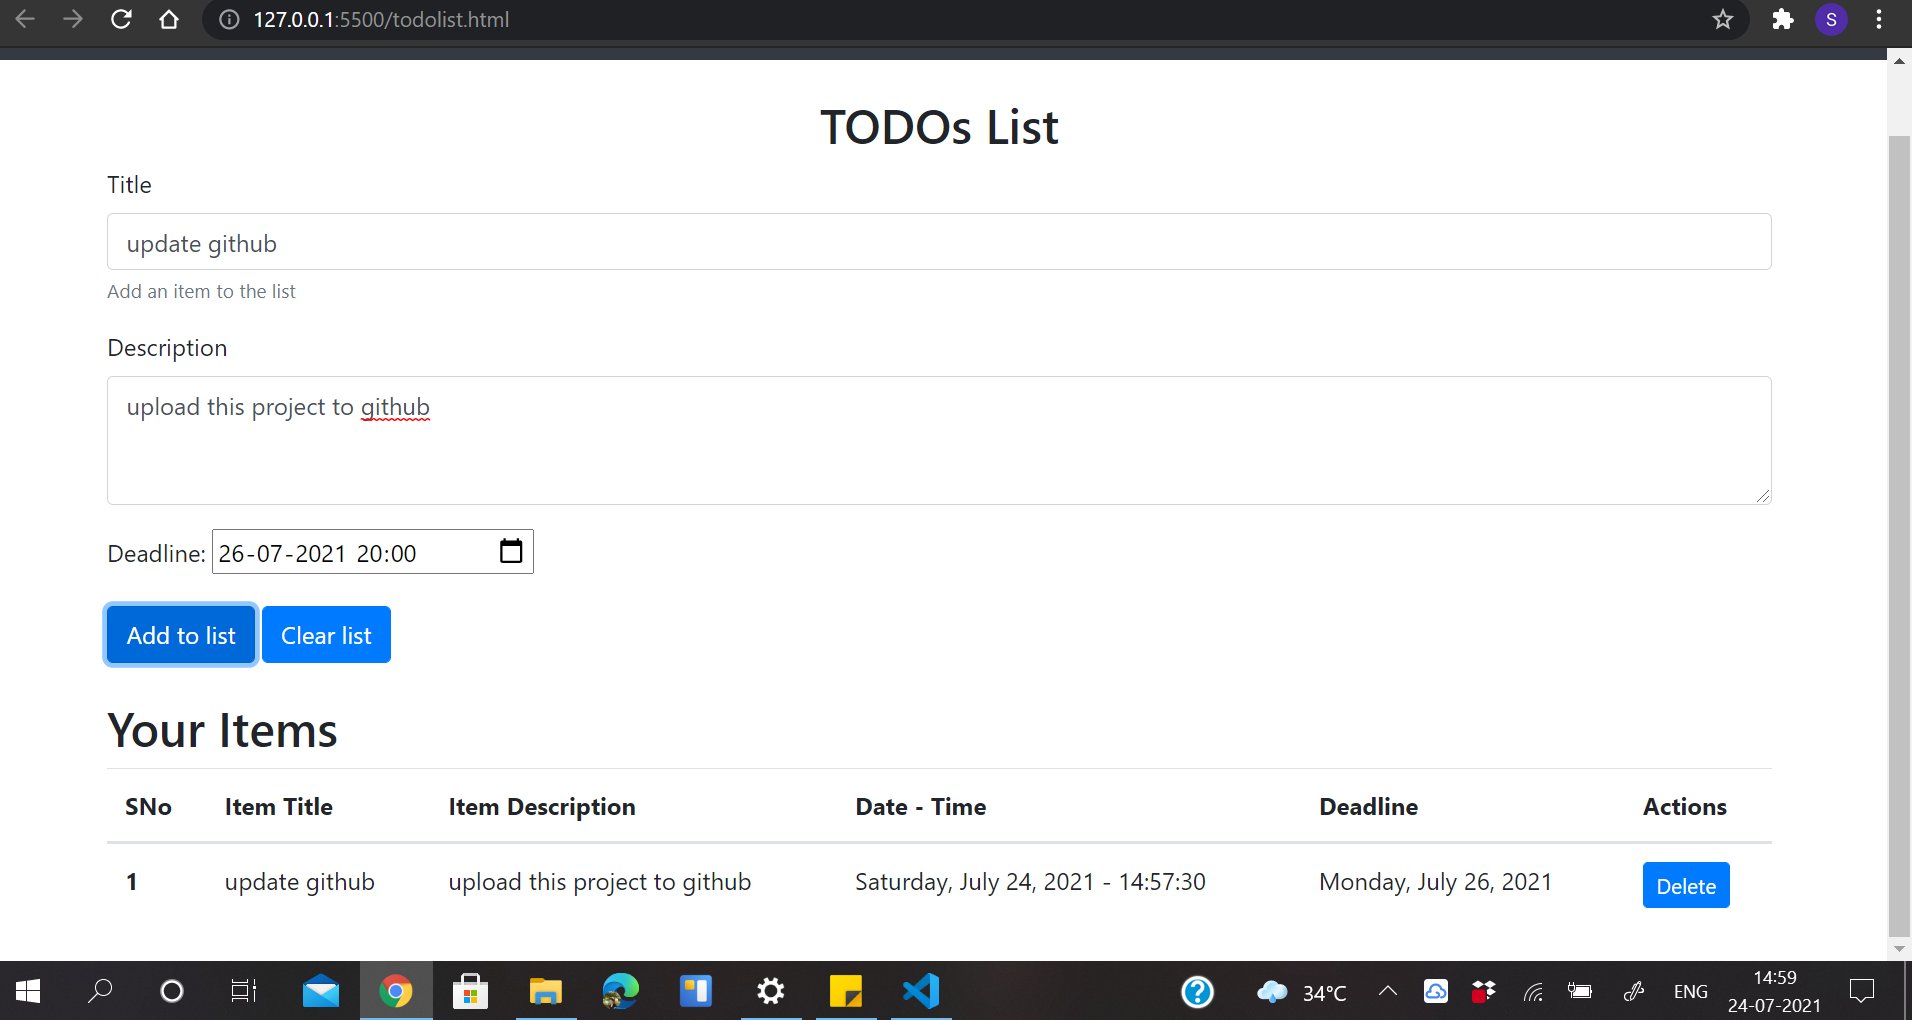 127.0.0.1:5500/todolist.html
S
TODOs List
Title
update github
Add an item to the list
Description
upload this project to github
Deadline: 26-07-2021 20:00
Add to list Clear list
Your Items
SNo Item Title Item Description Date - Time Deadline Actions
1 update github upload this project to github Saturday, July 24, 2021 - 14:57:30 Monday, July 26, 2021 Delete
34°C ENG 14:59
24-07-2021